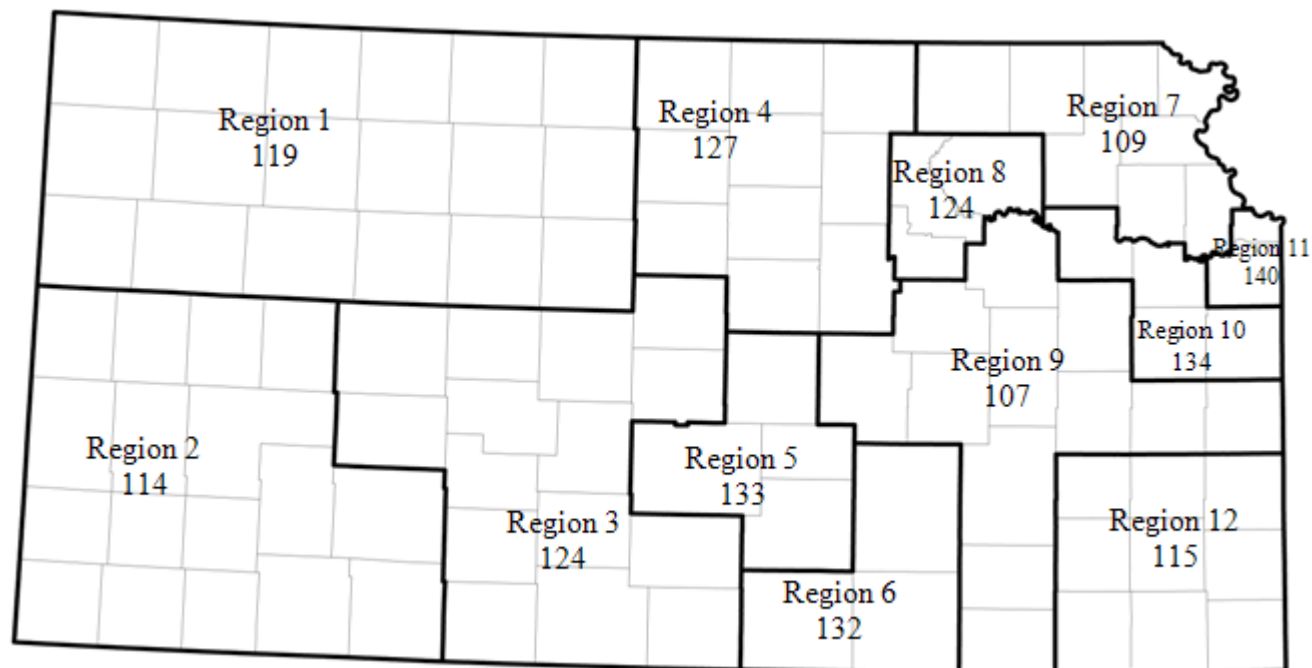 Region 1
119
Region 2
114
Region 3
124
Region 4
127
Region 5
133
Region 6
132
Region 7
109
Region 8
124
Region 9
107
Region 10
134
Region 11
140
Region 12
115